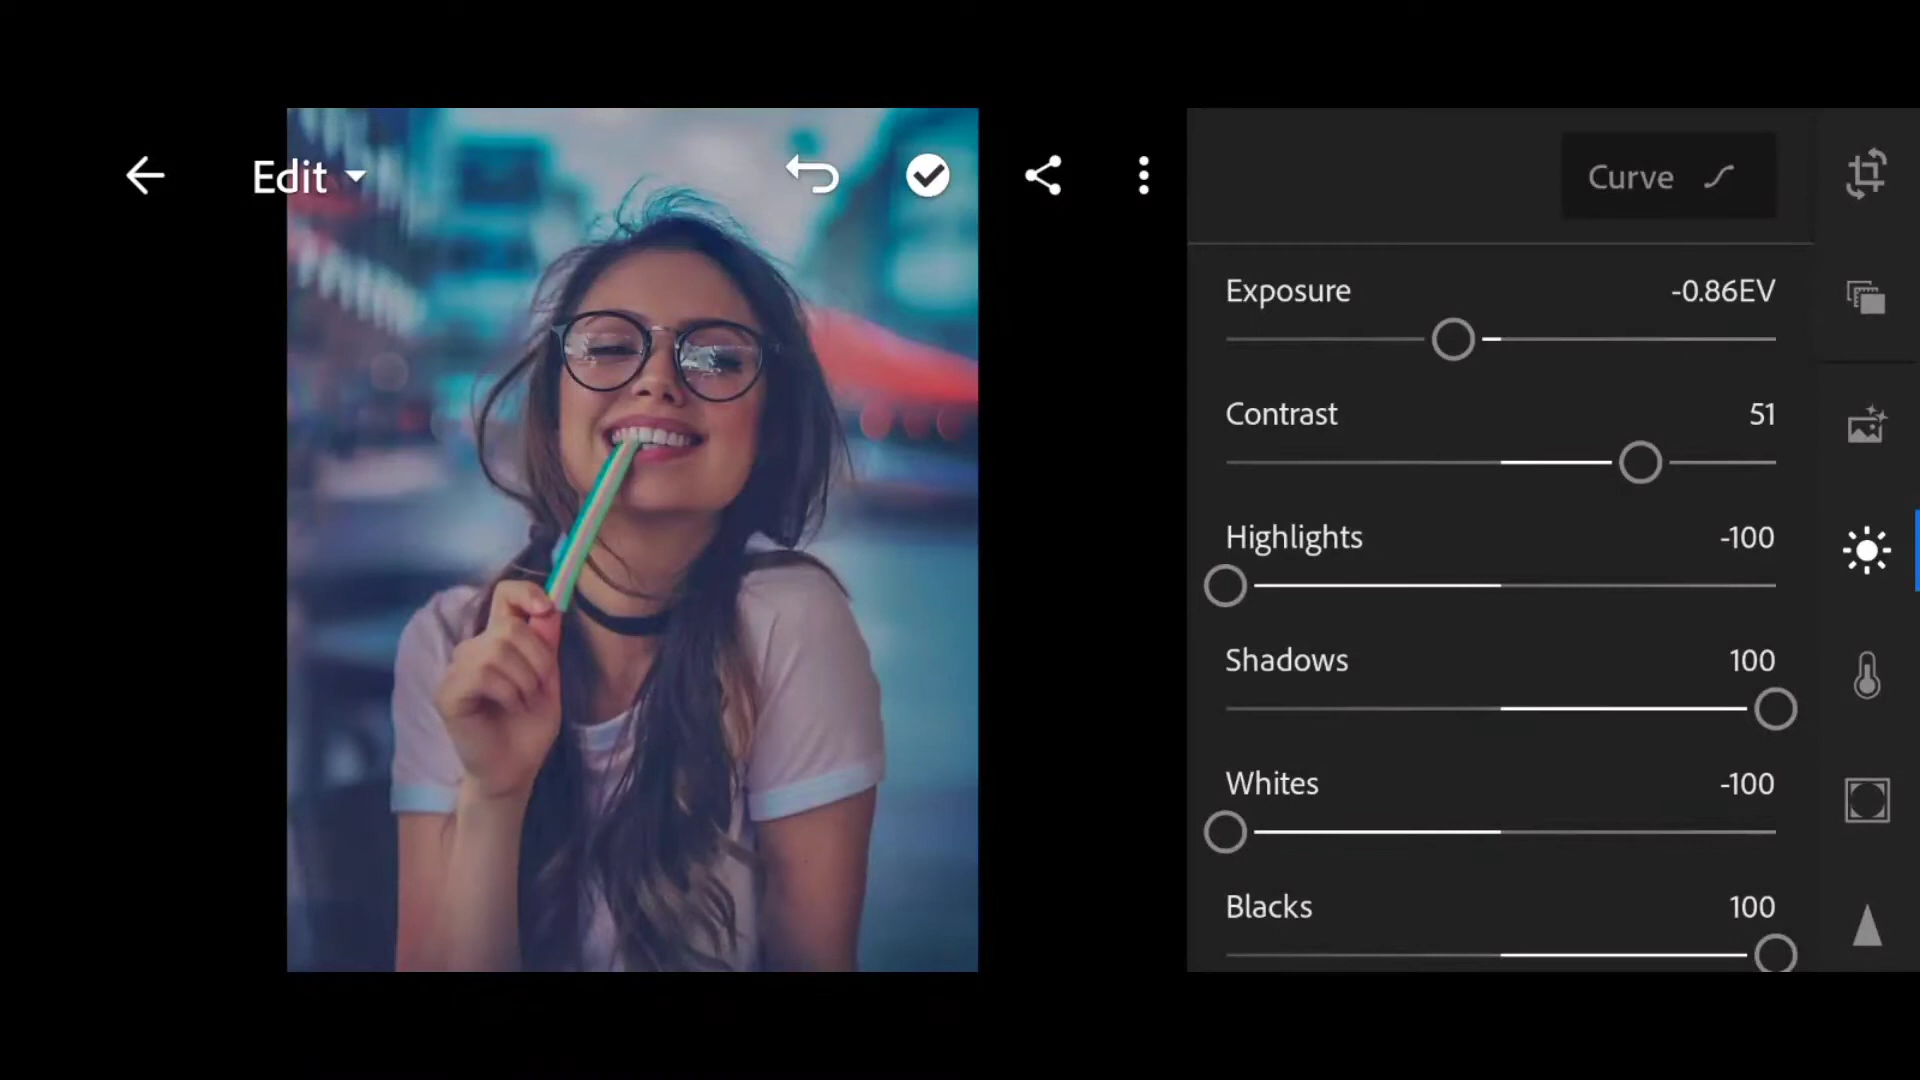 Edit
Curve
Exposure -0.86EV
Contrast 51
Highlights -100
Shadows 100
Whites -100
Blacks 100